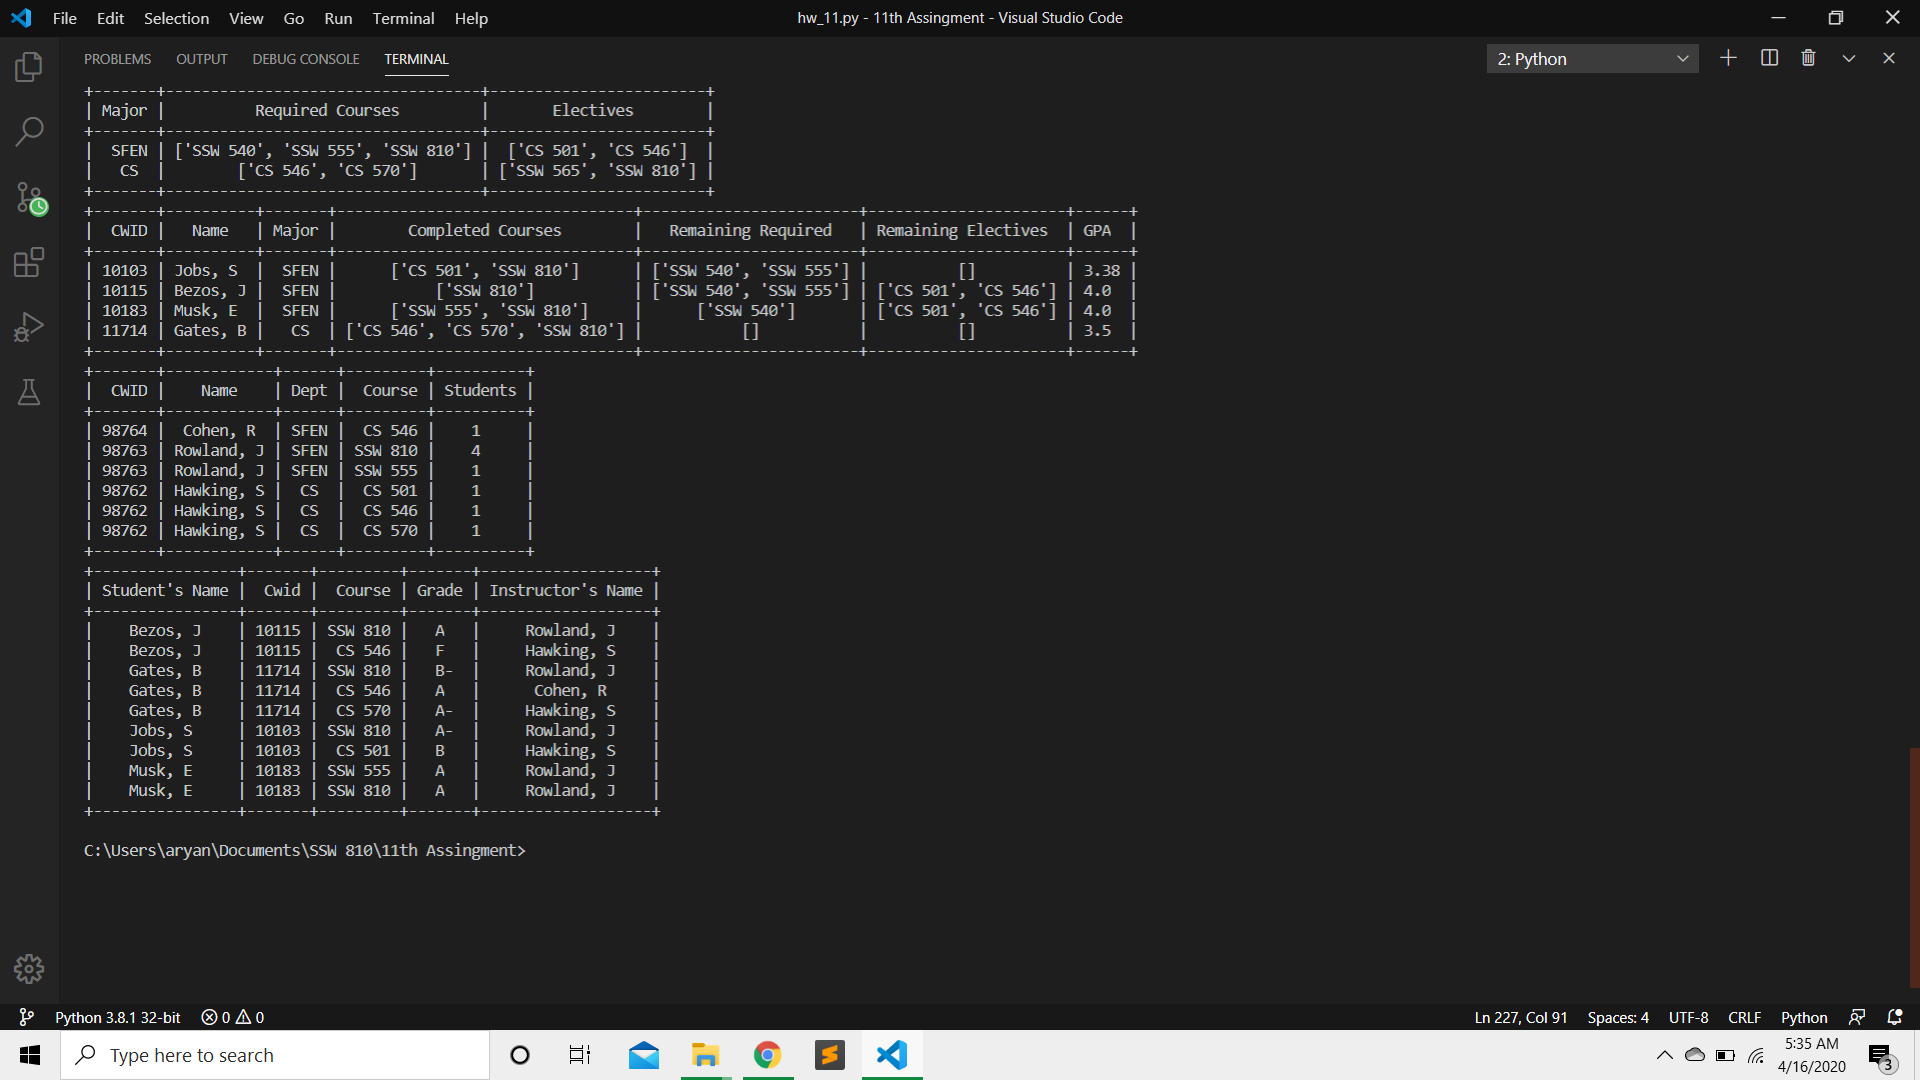 File Edit Selection View Go Run Terminal Help
hw_11.py - 11th Assingment - Visual Studio Code
PROBLEMS OUTPUT DEBUG CONSOLE TERMINAL
2: Python
+-------+-----------------------------------+------------------------+
| Major |          Required Courses         |       Electives        |
+-------+-----------------------------------+------------------------+
|  SFEN | ['SSW 540', 'SSW 555', 'SSW 810'] |  ['CS 501', 'CS 546']  |
|   CS  |        ['CS 546', 'CS 570']       | ['SSW 565', 'SSW 810'] |
+-------+-----------------------------------+------------------------+
+-------+----------+-------+---------------------------------+------------------------+----------------------+------+
|  CWID |   Name   | Major |        Completed Courses        |   Remaining Required   | Remaining Electives  | GPA  |
+-------+----------+-------+---------------------------------+------------------------+----------------------+------+
| 10103 | Jobs, S  |  SFEN |      ['CS 501', 'SSW 810']      | ['SSW 540', 'SSW 555'] |          []          | 3.38 |
| 10115 | Bezos, J |  SFEN |           ['SSW 810']           | ['SSW 540', 'SSW 555'] | ['CS 501', 'CS 546'] | 4.0  |
| 10183 | Musk, E  |  SFEN |      ['SSW 555', 'SSW 810']     |      ['SSW 540']       | ['CS 501', 'CS 546'] | 4.0  |
| 11714 | Gates, B |   CS  | ['CS 546', 'CS 570', 'SSW 810'] |           []           |          []          | 3.5  |
+-------+----------+-------+---------------------------------+------------------------+----------------------+------+
+-------+------------+------+---------+----------+
|  CWID |    Name    | Dept |  Course | Students |
+-------+------------+------+---------+----------+
| 98764 |  Cohen, R  | SFEN |  CS 546 |    1     |
| 98763 | Rowland, J | SFEN | SSW 810 |    4     |
| 98763 | Rowland, J | SFEN | SSW 555 |    1     |
| 98762 | Hawking, S |  CS  |  CS 501 |    1     |
| 98762 | Hawking, S |  CS  |  CS 546 |    1     |
| 98762 | Hawking, S |  CS  |  CS 570 |    1     |
+-------+------------+------+---------+----------+
+----------------+-------+---------+-------+-------------------+
| Student's Name |  Cwid |  Course | Grade | Instructor's Name |
+----------------+-------+---------+-------+-------------------+
|    Bezos, J    | 10115 | SSW 810 |   A   |     Rowland, J    |
|    Bezos, J    | 10115 |  CS 546 |   F   |     Hawking, S    |
|    Gates, B    | 11714 | SSW 810 |   B-  |     Rowland, J    |
|    Gates, B    | 11714 |  CS 546 |   A   |      Cohen, R     |
|    Gates, B    | 11714 |  CS 570 |   A-  |     Hawking, S    |
|    Jobs, S     | 10103 | SSW 810 |   A-  |     Rowland, J    |
|    Jobs, S     | 10103 |  CS 501 |   B   |     Hawking, S    |
|    Musk, E     | 10183 | SSW 555 |   A   |     Rowland, J    |
|    Musk, E     | 10183 | SSW 810 |   A   |     Rowland, J    |
+----------------+-------+---------+-------+-------------------+
C:\Users\aryan\Documents\SSW 810\11th Assingment>
Python 3.8.1 32-bit 0 0 Ln 227, Col 91 Spaces: 4 UTF-8 CRLF Python
Type here to search
5:35 AM
4/16/2020
3